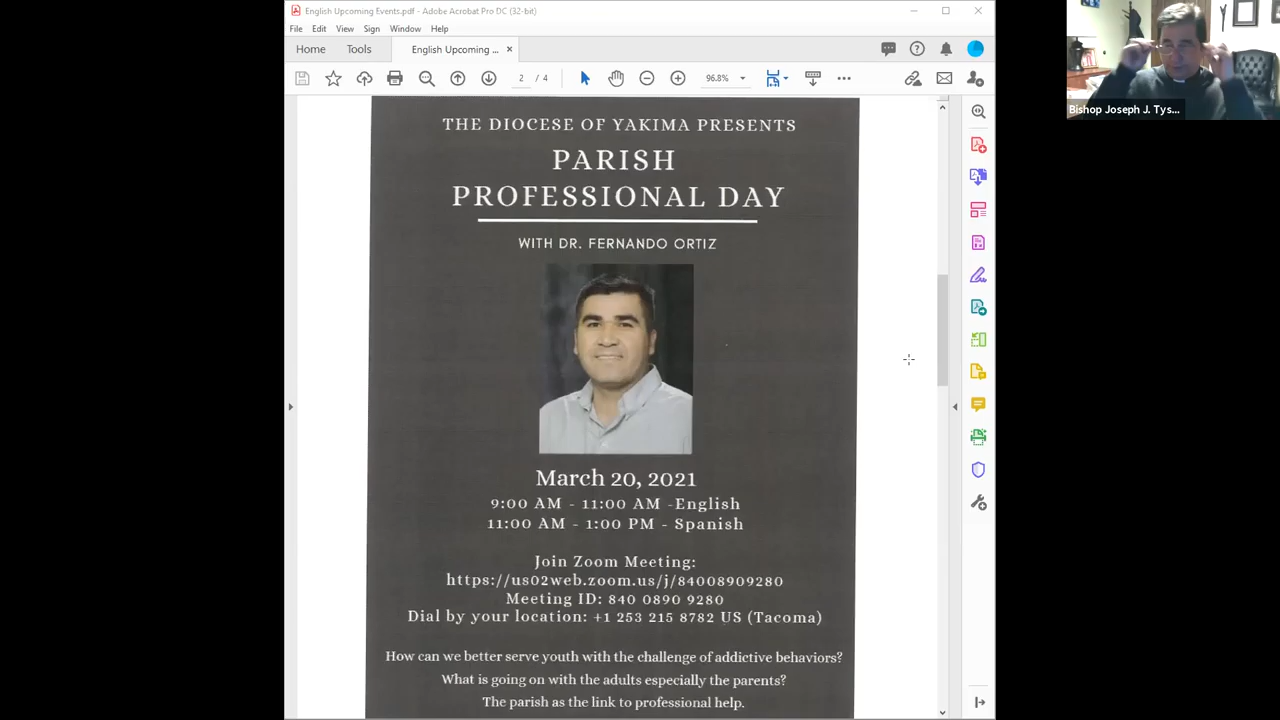 English Upcoming Events.pdf - Adobe Acrobat Pro DC (32-bit)
File Edit View Sign Window Help
Home Tools English Upcoming ... ×
2 / 4 96.8%
THE DIOCESE OF YAKIMA PRESENTS
PARISH
PROFESSIONAL DAY
WITH DR. FERNANDO ORTIZ
March 20, 2021
9:00 AM - 11:00 AM -English
11:00 AM - 1:00 PM - Spanish
Join Zoom Meeting:
https://us02web.zoom.us/j/84008909280
Meeting ID: 840 0890 9280
Dial by your location: +1 253 215 8782 US (Tacoma)
How can we better serve youth with the challenge of addictive behaviors?
What is going on with the adults especially the parents?
The parish as the link to professional help.
Bishop Joseph J. Tys...